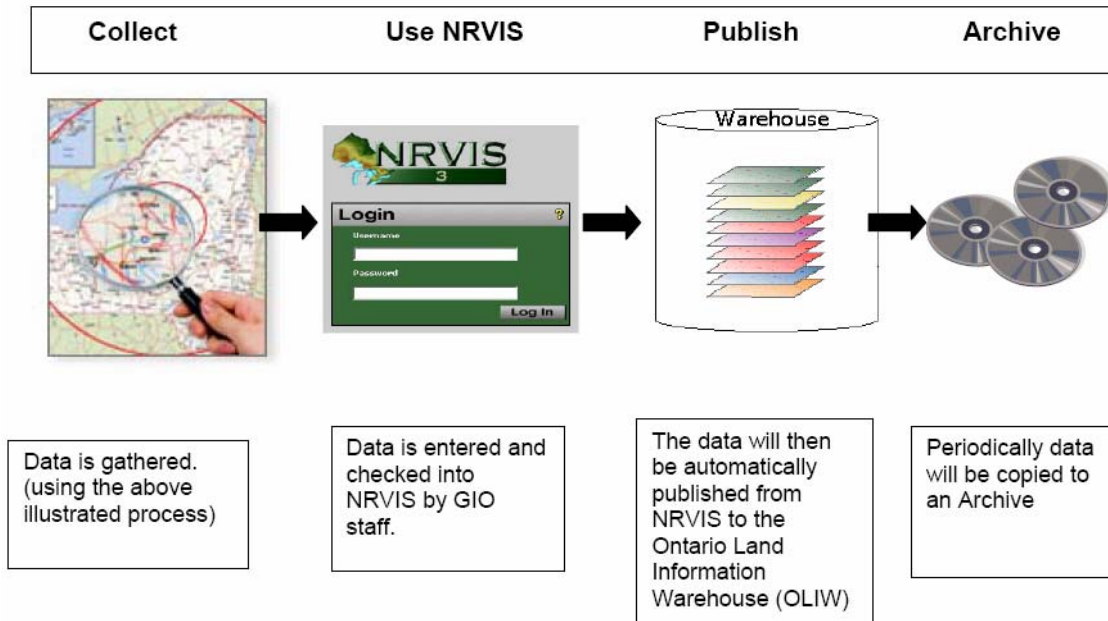 Collect Use NRVIS Publish Archive
NRVIS
3
Login ?
Username
Password
Log In
Warehouse
Data is gathered.
(using the above
illustrated process)
Data is entered and
checked into
NRVIS by GIO
staff.
The data will then
be automatically
published from
NRVIS to the
Ontario Land
Information
Warehouse (OLIW)
Periodically data
will be copied to
an Archive